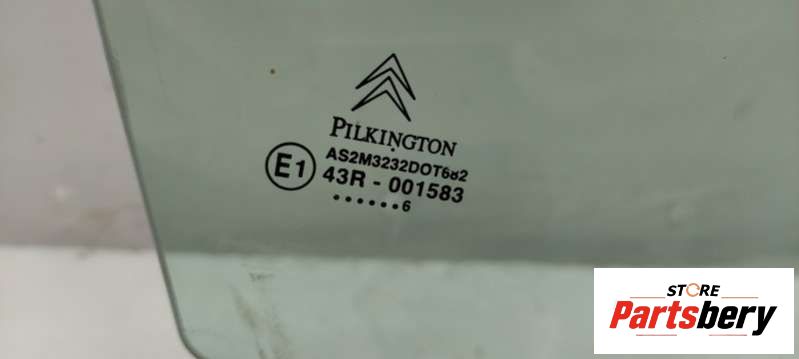 PILKINGTON
AS2M3232DOT682
E1
43R - 001583
......6
STORE
Partsbery